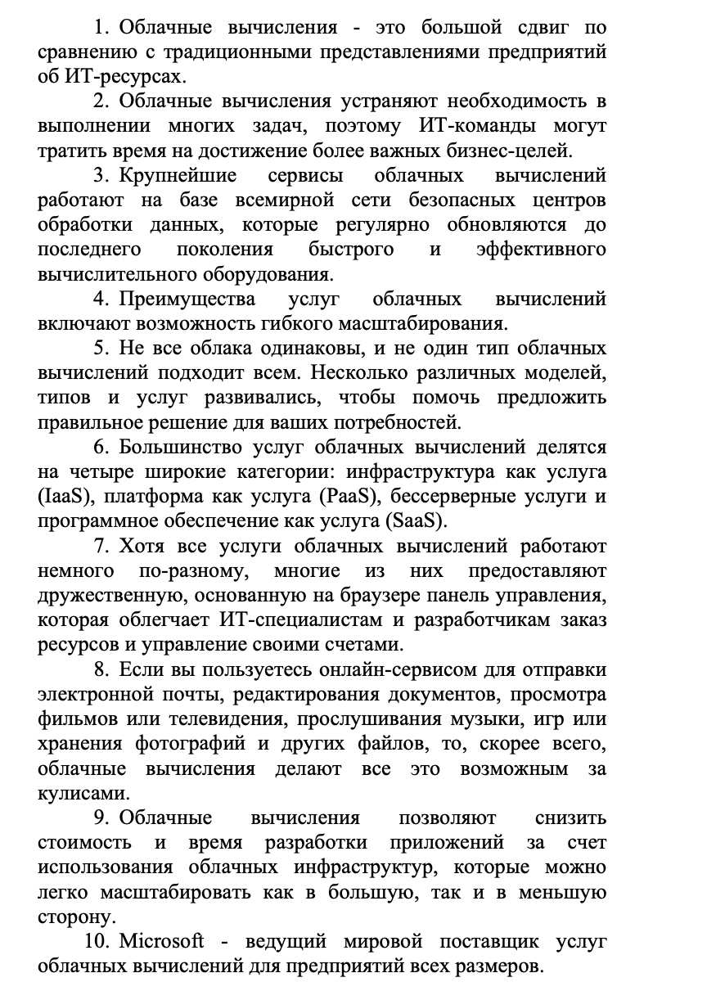 1. Облачные вычисления - это большой сдвиг по
сравнению с традиционными представлениями предприятий
об ИТ-ресурсах.
2. Облачные вычисления устраняют необходимость в
выполнении многих задач, поэтому ИТ-команды могут
тратить время на достижение более важных бизнес-целей.
3. Крупнейшие сервисы облачных вычислений
работают на базе всемирной сети безопасных центров
обработки данных, которые регулярно обновляются до
последнего поколения быстрого и эффективного
вычислительного оборудования.
4. Преимущества услуг облачных вычислений
включают возможность гибкого масштабирования.
5. Не все облака одинаковы, и не один тип облачных
вычислений подходит всем. Несколько различных моделей,
типов и услуг развивались, чтобы помочь предложить
правильное решение для ваших потребностей.
6. Большинство услуг облачных вычислений делятся
на четыре широкие категории: инфраструктура как услуга
(IaaS), платформа как услуга (PaaS), бессерверные услуги и
программное обеспечение как услуга (SaaS).
7. Хотя все услуги облачных вычислений работают
немного по-разному, многие из них предоставляют
дружественную, основанную на браузере панель управления,
которая облегчает ИТ-специалистам и разработчикам заказ
ресурсов и управление своими счетами.
8. Если вы пользуетесь онлайн-сервисом для отправки
электронной почты, редактирования документов, просмотра
фильмов или телевидения, прослушивания музыки, игр или
хранения фотографий и других файлов, то, скорее всего,
облачные вычисления делают все это возможным за
кулисами.
9. Облачные вычисления позволяют снизить
стоимость и время разработки приложений за счет
использования облачных инфраструктур, которые можно
легко масштабировать как в большую, так и в меньшую
сторону.
10. Microsoft - ведущий мировой поставщик услуг
облачных вычислений для предприятий всех размеров.